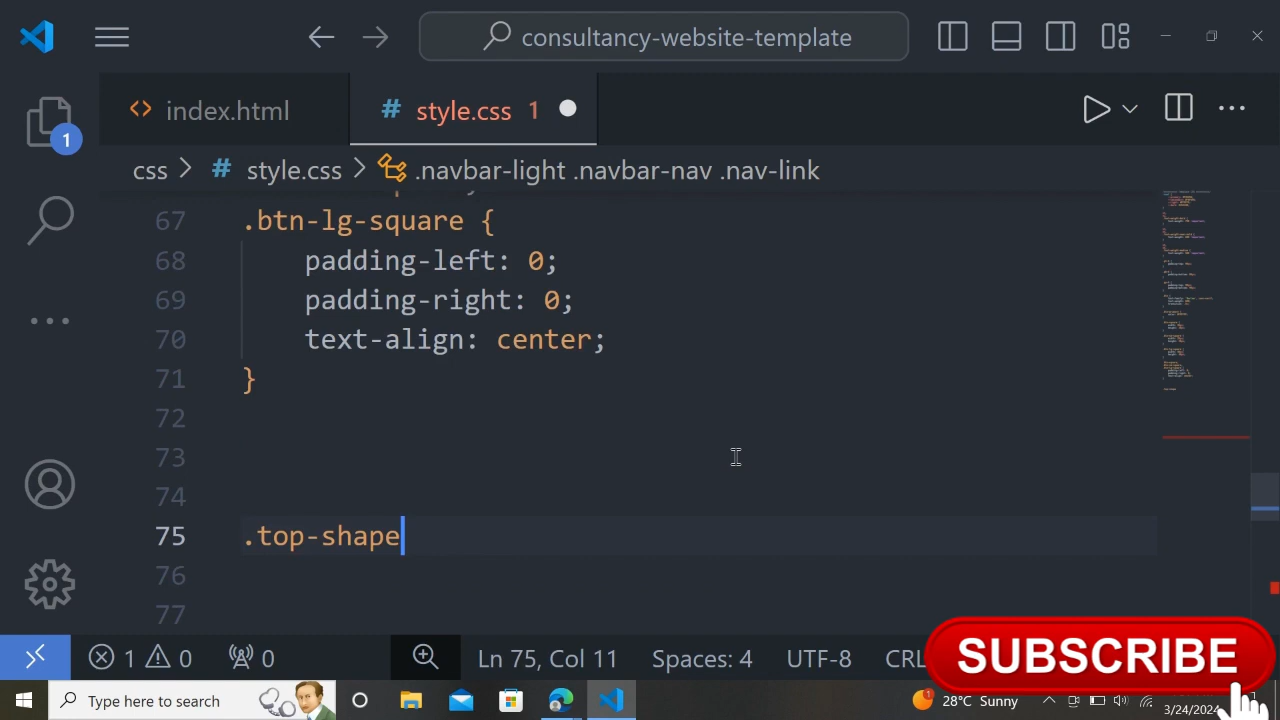 consultancy-website-template
index.html
style.css 1
css > style.css > .navbar-light .navbar-nav .nav-link
67 .btn-lg-square {
68 padding-left: 0;
69 padding-right: 0;
70 text-align: center;
71 }
72
73
74
75 .top-shape
76
77
1
1 0 0
Ln 75, Col 11
Spaces: 4
UTF-8
CRL
SUBSCRIBE
Type here to search
28°C Sunny
3/24/2024